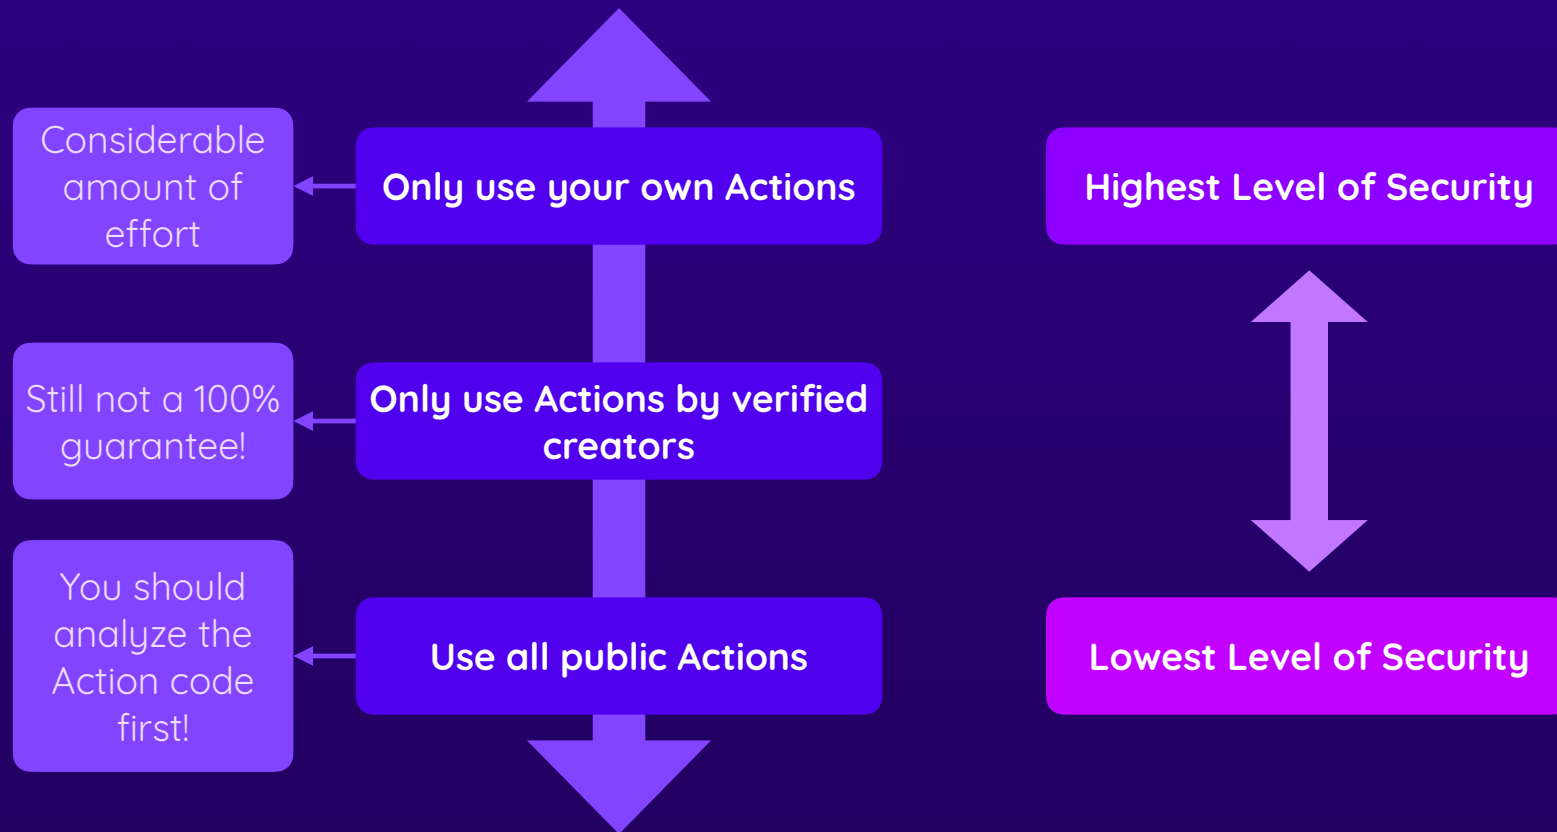 Considerable
amount of
effort
Only use your own Actions
Highest Level of Security
Still not a 100%
guarantee!
Only use Actions by verified
creators
You should
analyze the
Action code
first!
Use all public Actions
Lowest Level of Security